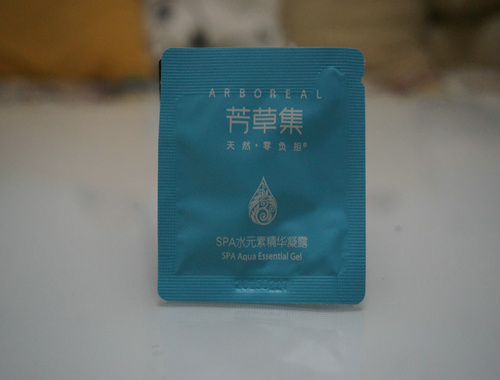 ARBOREAL
芳草集
天然·零负担®
SPA水元素精华凝露
SPA Aqua Essential Gel